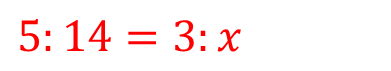 5: 14 = 3: x